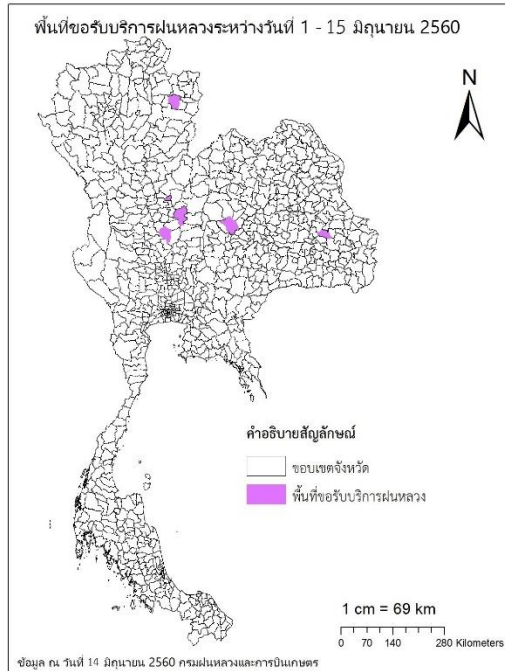 พื้นที่ขอรับบริการฝนหลวงระหว่างวันที่ 1 - 15 มิถุนายน 2560
N
คำอธิบายสัญลักษณ์
ขอบเขตจังหวัด
พื้นที่ขอรับบริการฝนหลวง
1 cm = 69 km
0 70 140 280 Kilometers
ข้อมูล ณ วันที่ 14 มิถุนายน 2560 กรมฝนหลวงและการบินเกษตร